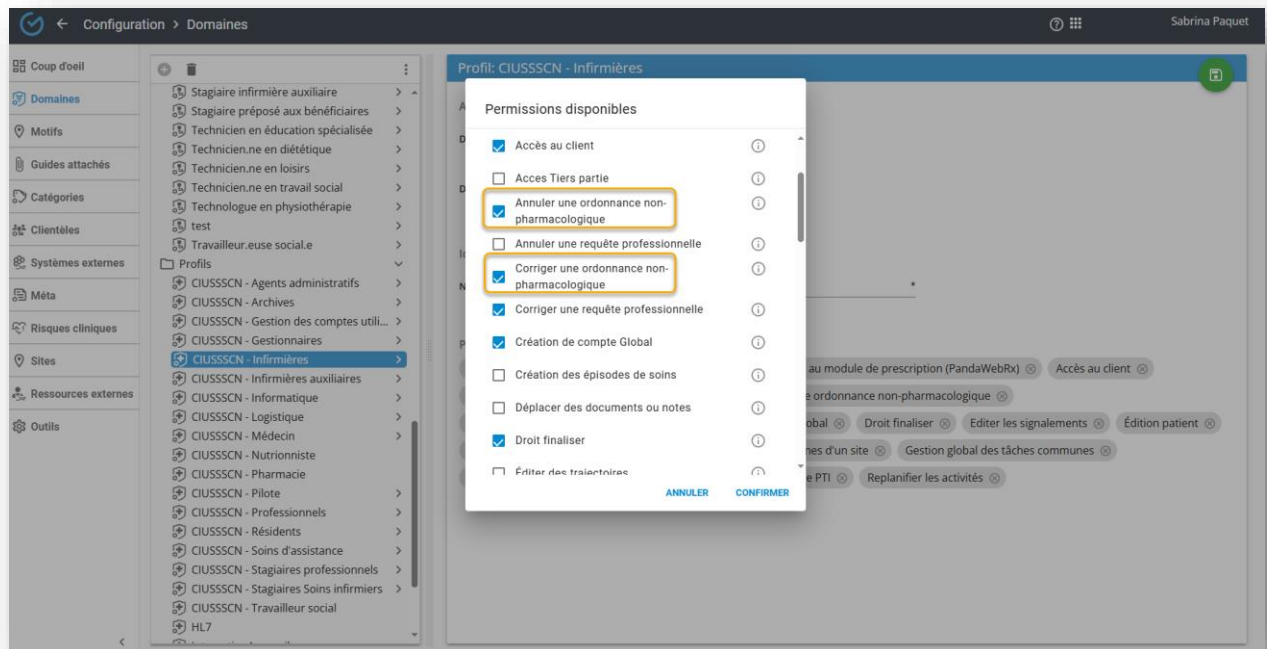 Configuration > Domaines
Sabrina Paquet
Coup d'oeil
Domaines
Motifs
Guides attachés
Catégories
Clientèles
Systèmes externes
Méta
Risques cliniques
Sites
Ressources externes
Outils
Stagiaire infirmière auxiliaire
Stagiaire préposé aux bénéficiaires
Technicien en éducation spécialisée
Technicien.ne en diététique
Technicien.ne en loisirs
Technicien.ne en travail social
Technologue en physiothérapie
test
Travailleur.euse social.e
Profils
CIUSSSCN - Agents administratifs
CIUSSSCN - Archives
CIUSSSCN - Gestion des comptes utili...
CIUSSSCN - Gestionnaires
CIUSSSCN - Infirmières
CIUSSSCN - Infirmières auxiliaires
CIUSSSCN - Informatique
CIUSSSCN - Logistique
CIUSSSCN - Médecin
CIUSSSCN - Nutrionniste
CIUSSSCN - Pharmacie
CIUSSSCN - Pilote
CIUSSSCN - Professionnels
CIUSSSCN - Résidents
CIUSSSCN - Soins d'assistance
CIUSSSCN - Stagiaires professionnels
CIUSSSCN - Stagiaires Soins infirmiers
CIUSSSCN - Travailleur social
HL7
Profil: CIUSSSCN - Infirmières
Permissions disponibles
Accès au client
Acces Tiers partie
Annuler une ordonnance non-
pharmacologique
Annuler une requête professionnelle
Corriger une ordonnance non-
pharmacologique
Corriger une requête professionnelle
Création de compte Global
Création des épisodes de soins
Déplacer des documents ou notes
Droit finaliser
Éditer des trajectoires
ANNULER CONFIRMER
*
au module de prescription (PandaWebRx) Accès au client
ordonnance non-pharmacologique
obal Droit finaliser Editer les signalements Édition patient
nes d'un site Gestion global des tâches communes
e PTI Replanifier les activités